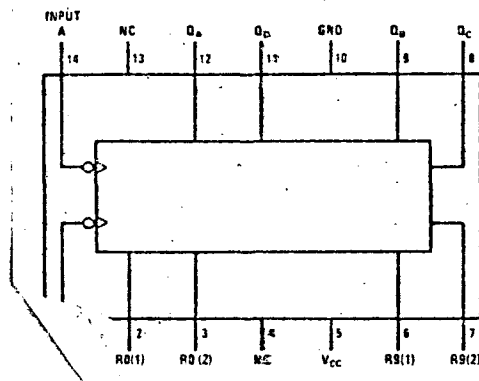 INPUT
A NC QA QD GND QB QC
14 13 12 11 10 9 8
2 3 4 5 6 7
R0(1) R0(2) NC VCC R9(1) R9(2)